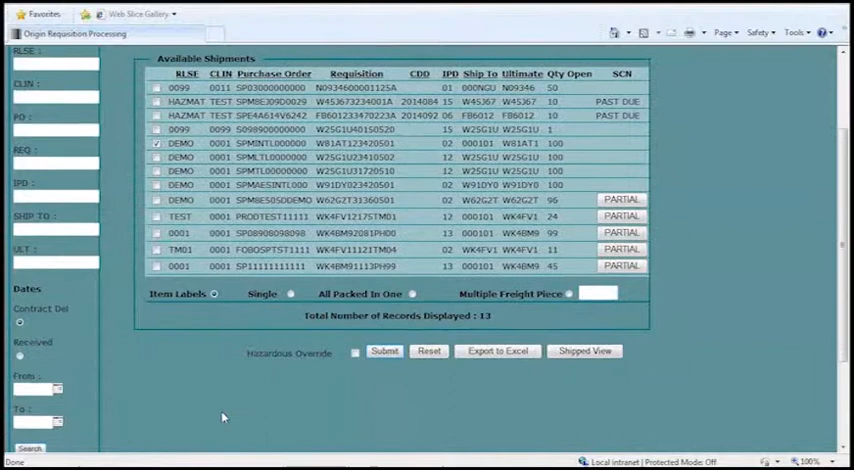 Favorites Web Slice Gallery
Origin Requisition Processing
Page Safety Tools
RLSE :
CLIN :
PO :
REQ :
IPD :
SHIP TO :
ULT :
Dates
Contract Del
Received
From :
To :
Search
Available Shipments
RLSE CLIN Purchase Order Requisition CDD IPD Ship To Ultimate Qty Open SCN
0099 0011 SP03000000000 N0934600001125A 01 000NGU N09346 50
HAZMAT TEST SPM8EJ09D0029 W45J673234001A 2014084 15 W45J67 W45J67 10 PAST DUE
HAZMAT TEST SPE4A614V6242 FB601233470223A 2014092 06 FB6012 FB6012 10 PAST DUE
0099 0099 S098900000000 W25G1U40150520 15 W25G1U W25G1U 1
DEMO 0001 SPMINTL000000 W81AT123420501 02 000101 W81AT1 100
DEMO 0001 SPMLTL0000000 W25G1U23410502 12 W25G1U W25G1U 100
DEMO 0001 SPMTL00000000 W25G1U31720510 12 W25G1U W25G1U 100
DEMO 0001 SPMAESINTL000 W91DY023420501 02 W91DY0 W91DY0 100
DEMO 0001 SPM8E50SDDEMO W62G2T31360501 02 W62G2T W62G2T 96 PARTIAL
TEST 0001 PRODTEST11111 WK4FV12175TM01 12 000101 WK4FV1 24 PARTIAL
0001 0001 SP08908098098 WK4BM92081PH00 13 000101 WK4BM9 99 PARTIAL
TM01 0001 FOBOSPTST1111 WK4FV11121TM04 02 WK4FV1 WK4FV1 11 PARTIAL
0001 0001 SP11111111111 WK4BM91113PH99 13 000101 WK4BM9 45 PARTIAL
Item Labels Single All Packed In One Multiple Freight Piece
Total Number of Records Displayed : 13
Hazardous Override Submit Reset Export to Excel Shipped View
Done Local intranet | Protected Mode: Off 100%